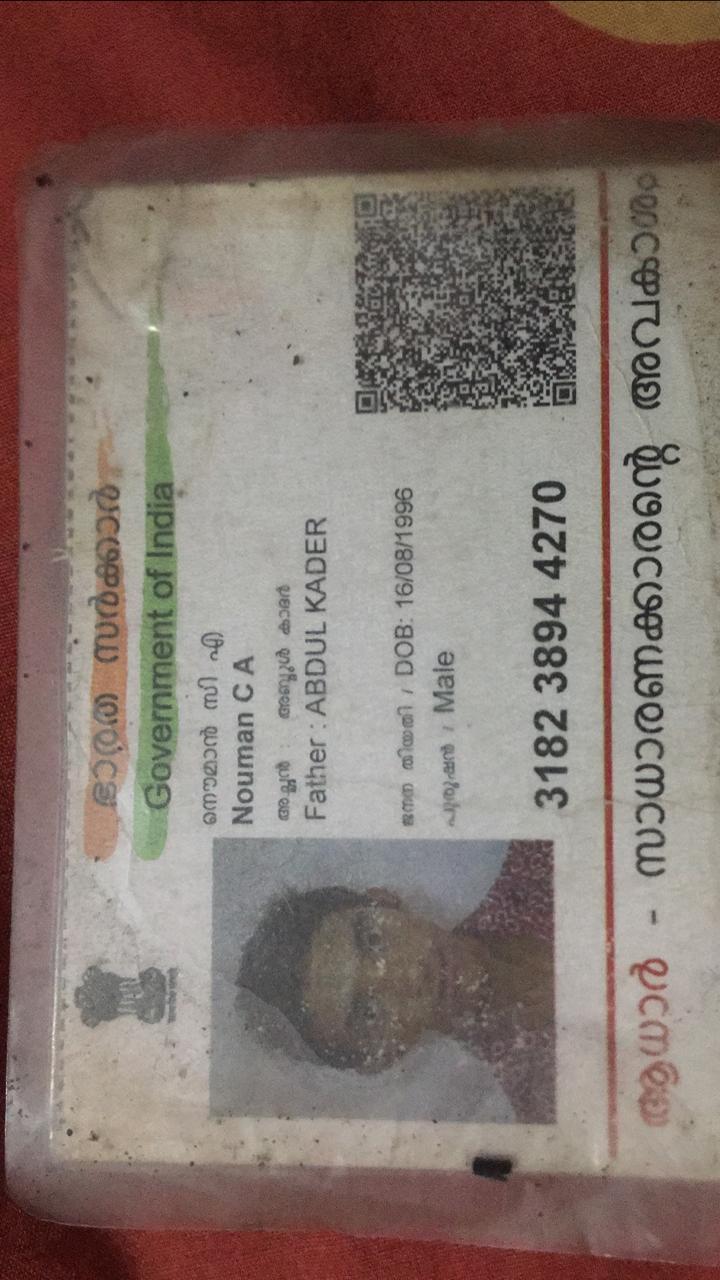 ഭാരത സർക്കാർ
Government of India
നൌമാൻ സി എ
Nouman C A
അച്ഛൻ : അബ്ദുൾ കാദർ
Father : ABDUL KADER
ജനന തിയതി / DOB: 16/08/1996
പുരുഷൻ / Male
3182 3894 4270
ആധാർ - സാധാരണക്കാരന്റെ അവകാശം